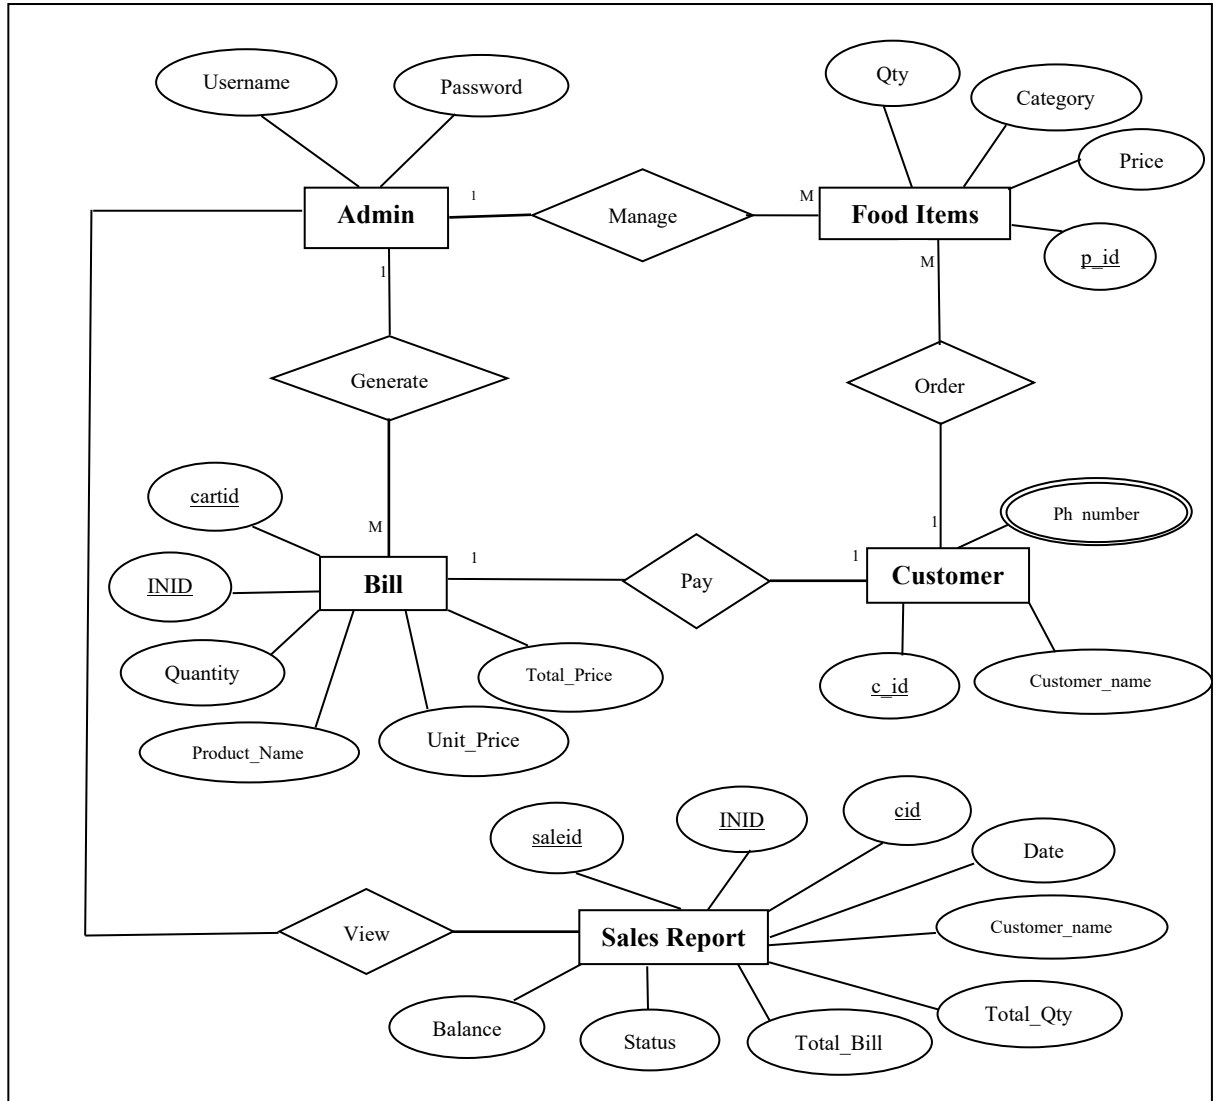 Username
Password
Qty
Category
Price
Admin
1
Manage
M
Food Items
p_id
1
M
Generate
Order
cartid
M
1
Ph number
INID
Bill
1
Pay
1
Customer
Quantity
Total_Price
c_id
Customer_name
Product_Name
Unit_Price
saleid
INID
cid
Date
View
Sales Report
Customer_name
Balance
Status
Total_Bill
Total_Qty